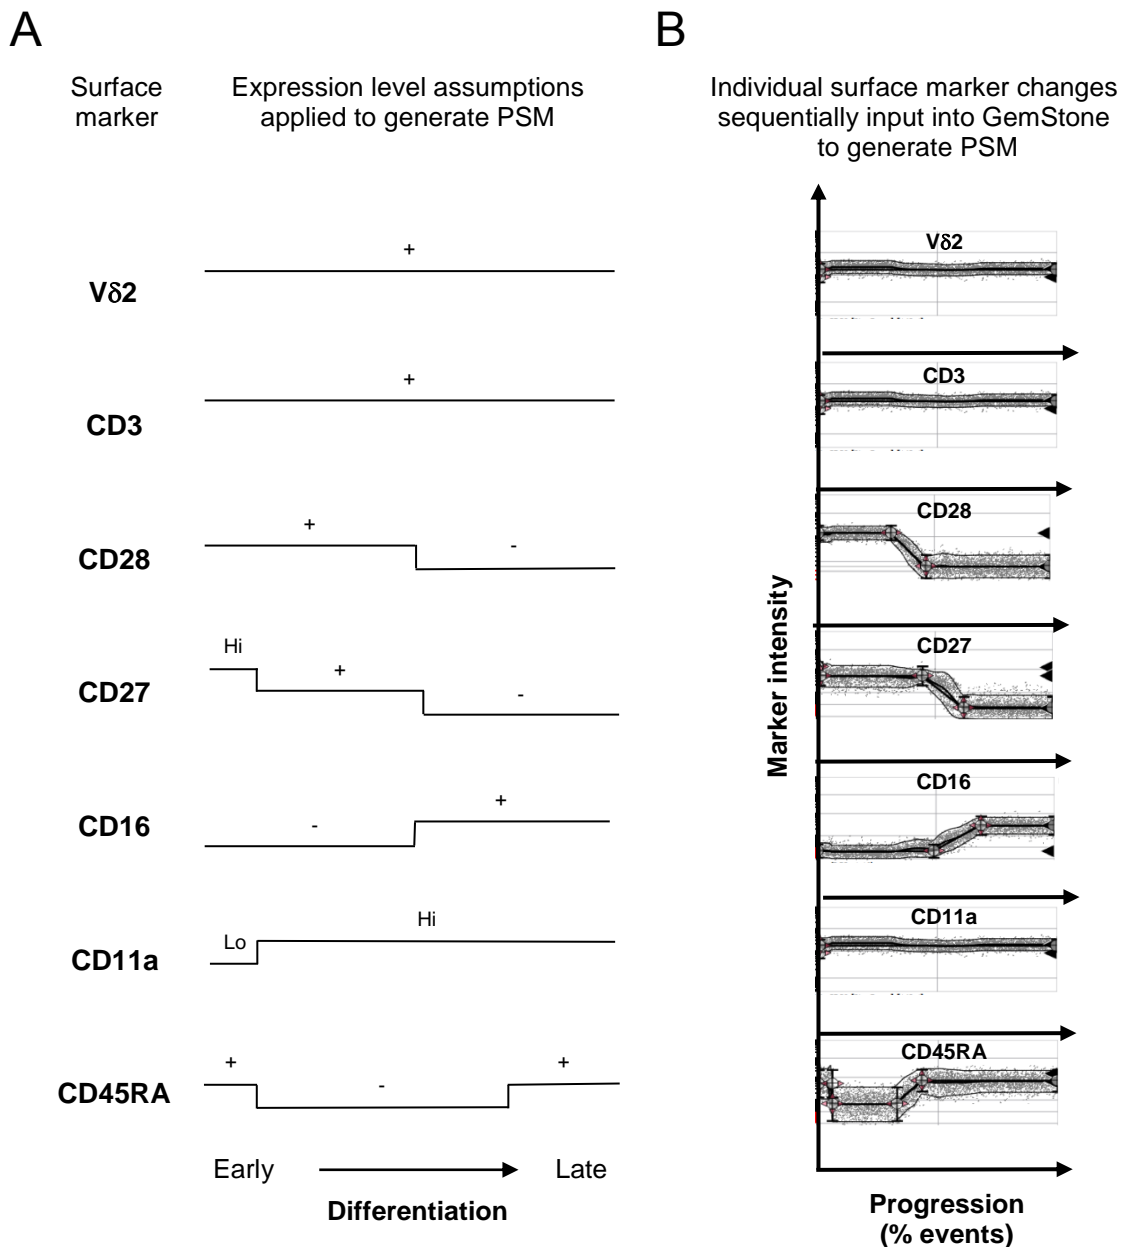 A
Surface
marker
Expression level assumptions
applied to generate PSM
Vδ2
+
CD3
+
CD28
+
-
CD27
Hi
+
-
CD16
-
+
CD11a
Lo
Hi
CD45RA
+
-
+
Early
Late
Differentiation
B
Individual surface marker changes
sequentially input into GemStone
to generate PSM
Marker intensity
Vδ2
CD3
CD28
CD27
CD16
CD11a
CD45RA
Progression
(% events)